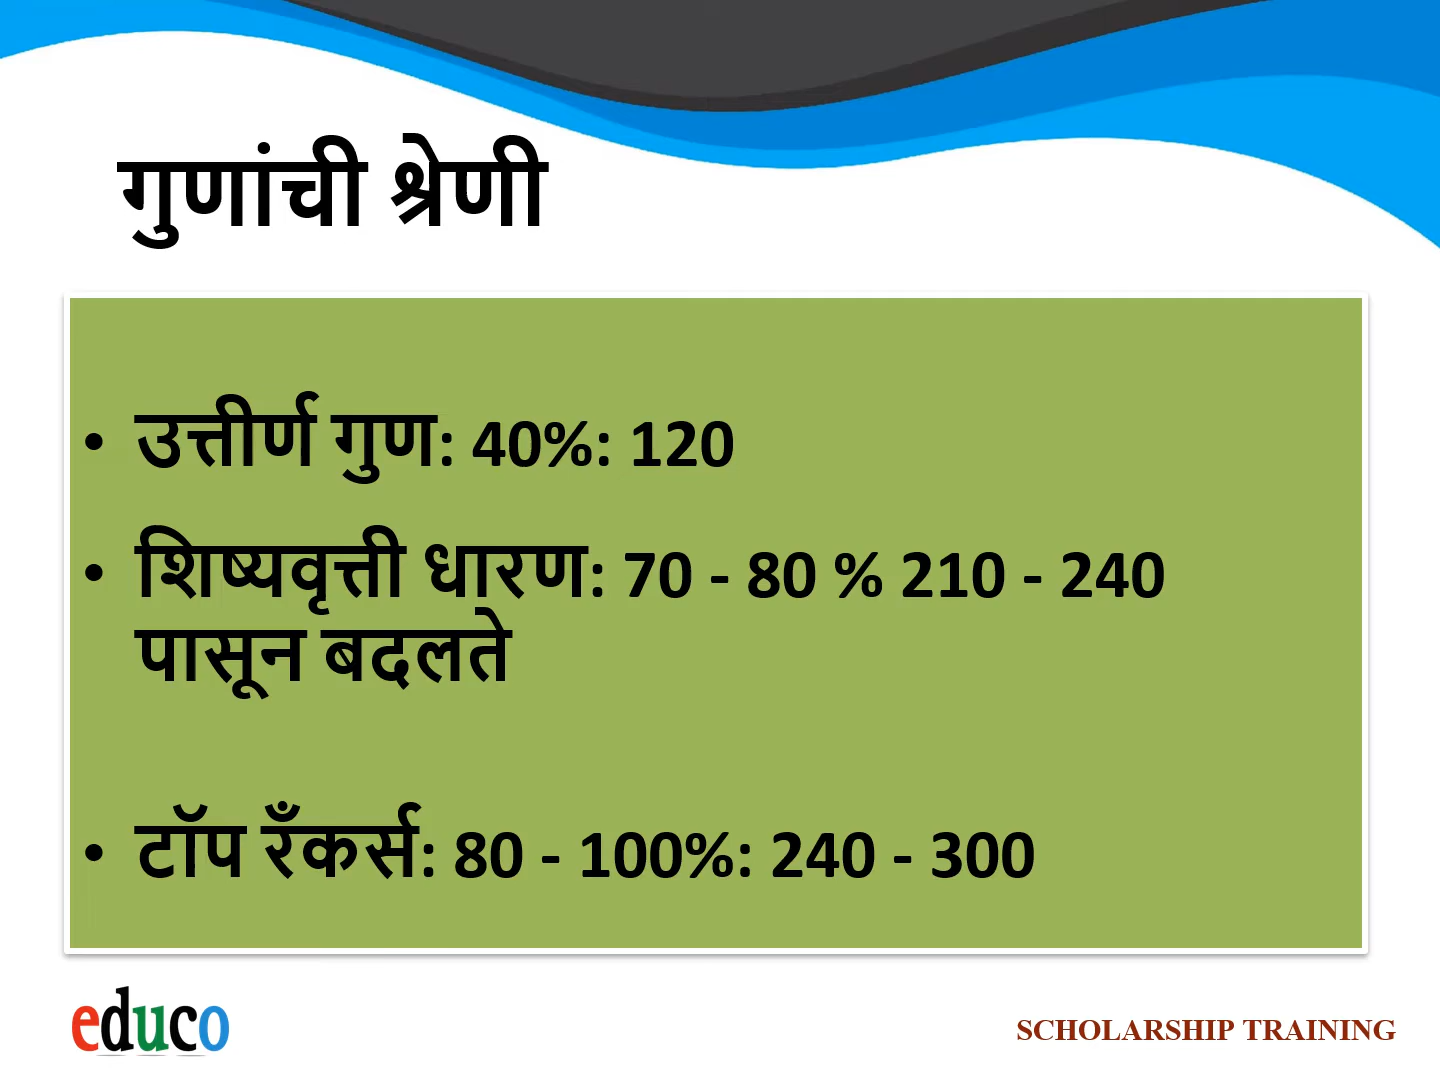 गुणांची श्रेणी
• उत्तीर्ण गुण: 40%: 120
• शिष्यवृत्ती धारण: 70 - 80 % 210 - 240
पासून बदलते
• टॉप रँकर्स: 80 - 100%: 240 - 300
educo
SCHOLARSHIP TRAINING